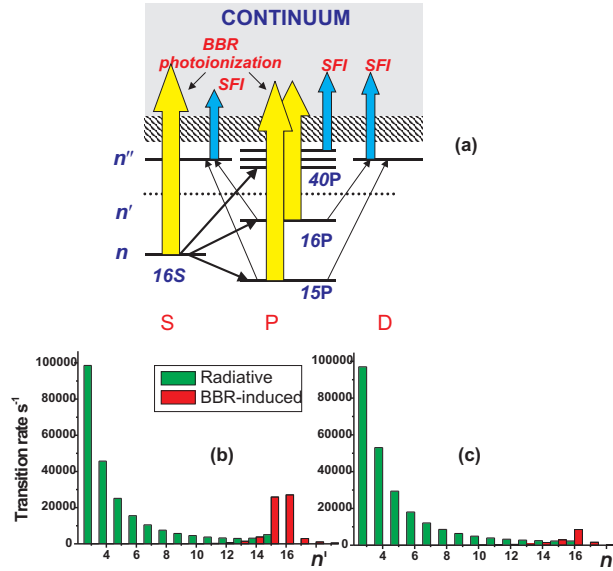 CONTINUUM
BBR
photoionization
SFI
SFI
SFI
n''
n'
n
40P
16P
16S
15P
(a)
S
P
D
Transition rate s⁻¹
100000
80000
60000
40000
20000
0
4
6
8
10
12
14
16
n'
(b)
Radiative
BBR-induced
100000
80000
60000
40000
20000
0
4
6
8
10
12
14
16
n
(c)